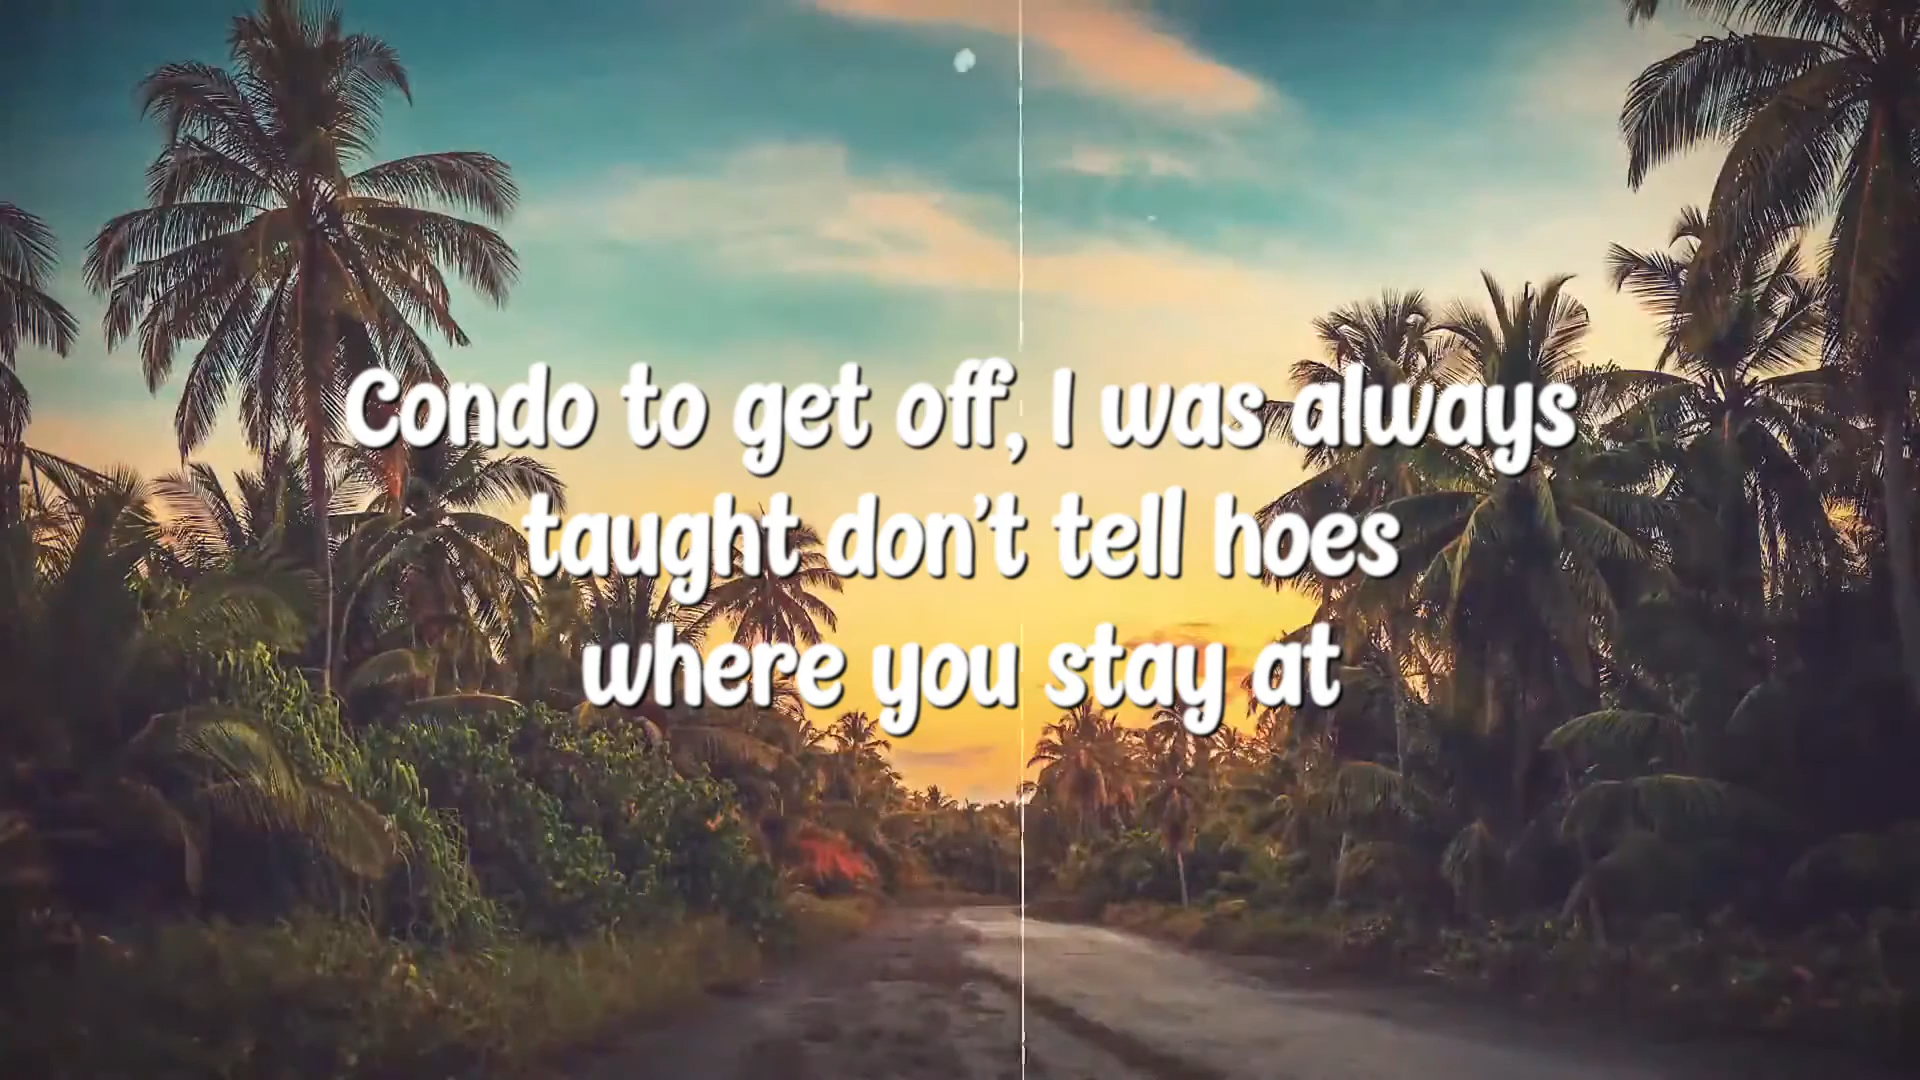 Condo to get off, I was always
taught don't tell hoes
where you stay at